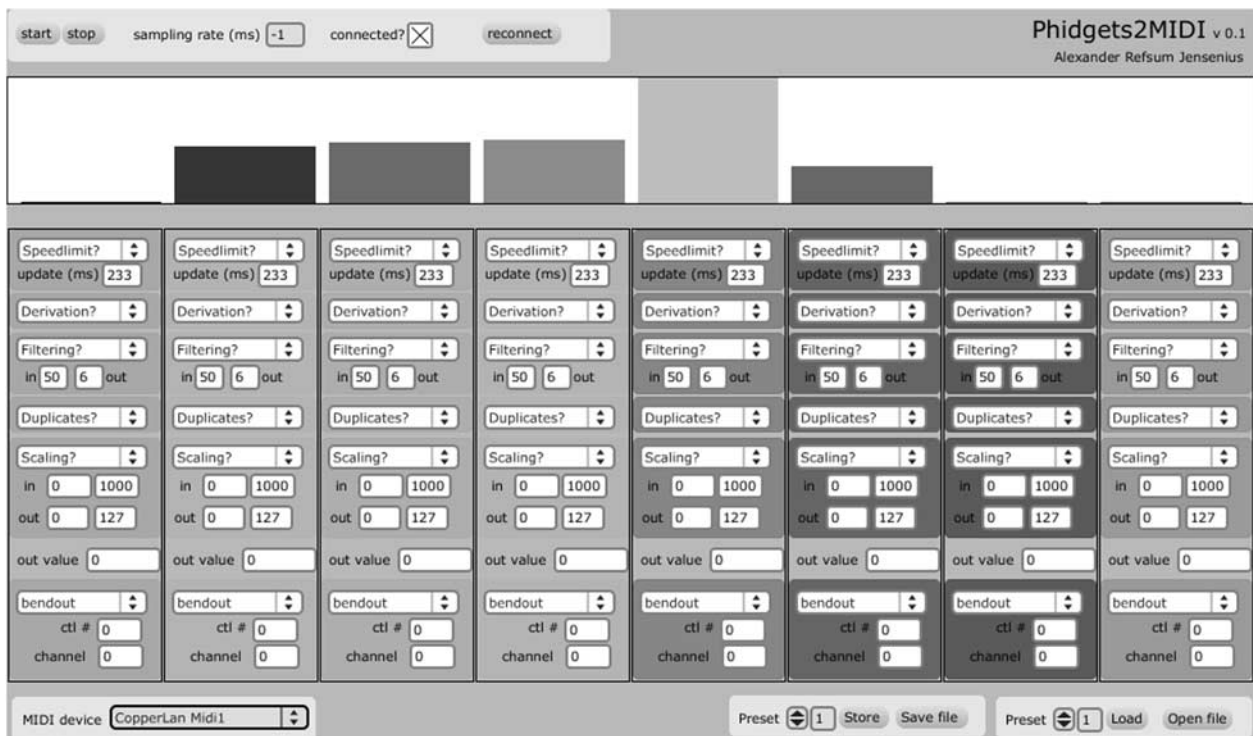 start stop sampling rate (ms) -1 connected? reconnect Phidgets2MIDI v 0.1
Alexander Refsum Jensenius
Speedlimit? Speedlimit? Speedlimit? Speedlimit? Speedlimit? Speedlimit? Speedlimit? Speedlimit?
update (ms) 233 update (ms) 233 update (ms) 233 update (ms) 233 update (ms) 233 update (ms) 233 update (ms) 233 update (ms) 233
Derivation? Derivation? Derivation? Derivation? Derivation? Derivation? Derivation? Derivation?
Filtering? Filtering? Filtering? Filtering? Filtering? Filtering? Filtering? Filtering?
in 50 6 out in 50 6 out in 50 6 out in 50 6 out in 50 6 out in 50 6 out in 50 6 out in 50 6 out
Duplicates? Duplicates? Duplicates? Duplicates? Duplicates? Duplicates? Duplicates? Duplicates?
Scaling? Scaling? Scaling? Scaling? Scaling? Scaling? Scaling? Scaling?
in 0 1000 in 0 1000 in 0 1000 in 0 1000 in 0 1000 in 0 1000 in 0 1000 in 0 1000
out 0 127 out 0 127 out 0 127 out 0 127 out 0 127 out 0 127 out 0 127 out 0 127
out value 0 out value 0 out value 0 out value 0 out value 0 out value 0 out value 0 out value 0
bendout bendout bendout bendout bendout bendout bendout bendout
ctl # 0 ctl # 0 ctl # 0 ctl # 0 ctl # 0 ctl # 0 ctl # 0 ctl # 0
channel 0 channel 0 channel 0 channel 0 channel 0 channel 0 channel 0 channel 0
MIDI device CopperLan Midi1 Preset 1 Store Save file Preset 1 Load Open file